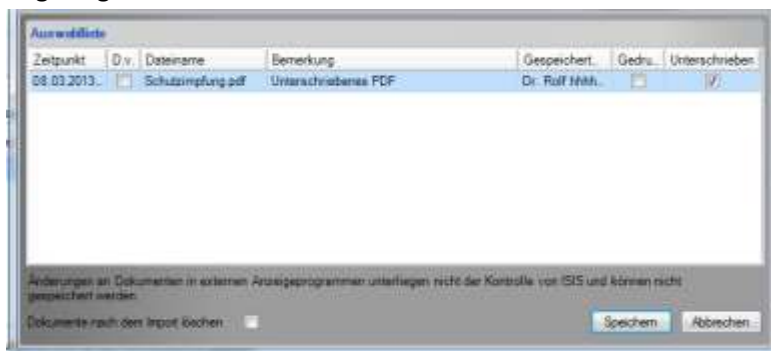 Auswahlliste
Zeitpunkt D.v. Dateiname Bemerkung Gespeichert. Gedru... Unterschrieben
08.03.2013... Schutzimpfung.pdf Unterschriebenes PDF Dr. Rolf
Änderungen an Dokumenten in externen Anzeigeprogrammen unterliegen nicht der Kontrolle von ISIS und können nicht
gespeichert werden.
Dokumente nach dem Import löschen
Speichern Abbrechen